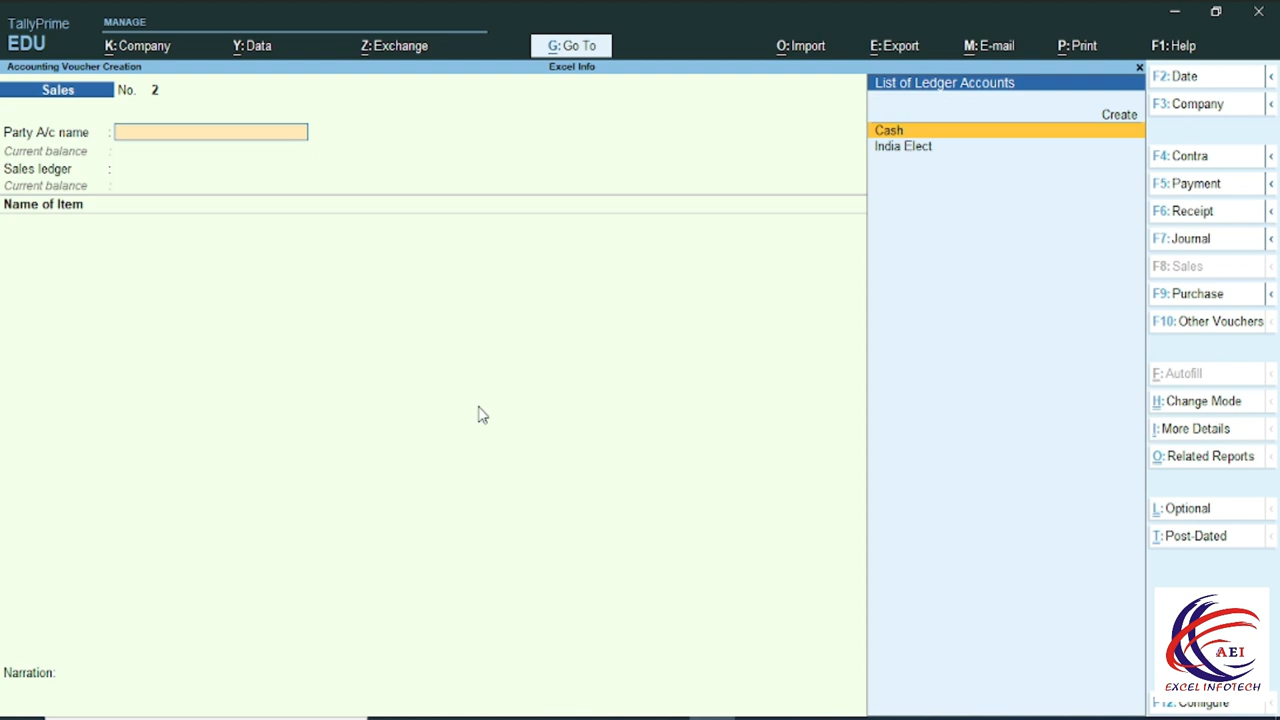 TallyPrime
EDU
MANAGE
K: Company
Y: Data
Z: Exchange
G: Go To
O: Import
E: Export
M: E-mail
P: Print
F1: Help
Accounting Voucher Creation
Excel Info
×
Sales
No. 2
Party A/c name :
Current balance :
Sales ledger :
Current balance :
Name of Item
Narration:
List of Ledger Accounts
Create
Cash
India Elect
F2: Date
F3: Company
F4: Contra
F5: Payment
F6: Receipt
F7: Journal
F8: Sales
F9: Purchase
F10: Other Vouchers
F: Autofill
H: Change Mode
I: More Details
O: Related Reports
L: Optional
T: Post-Dated
AEI
EXCEL INFOTECH
F12: Configure